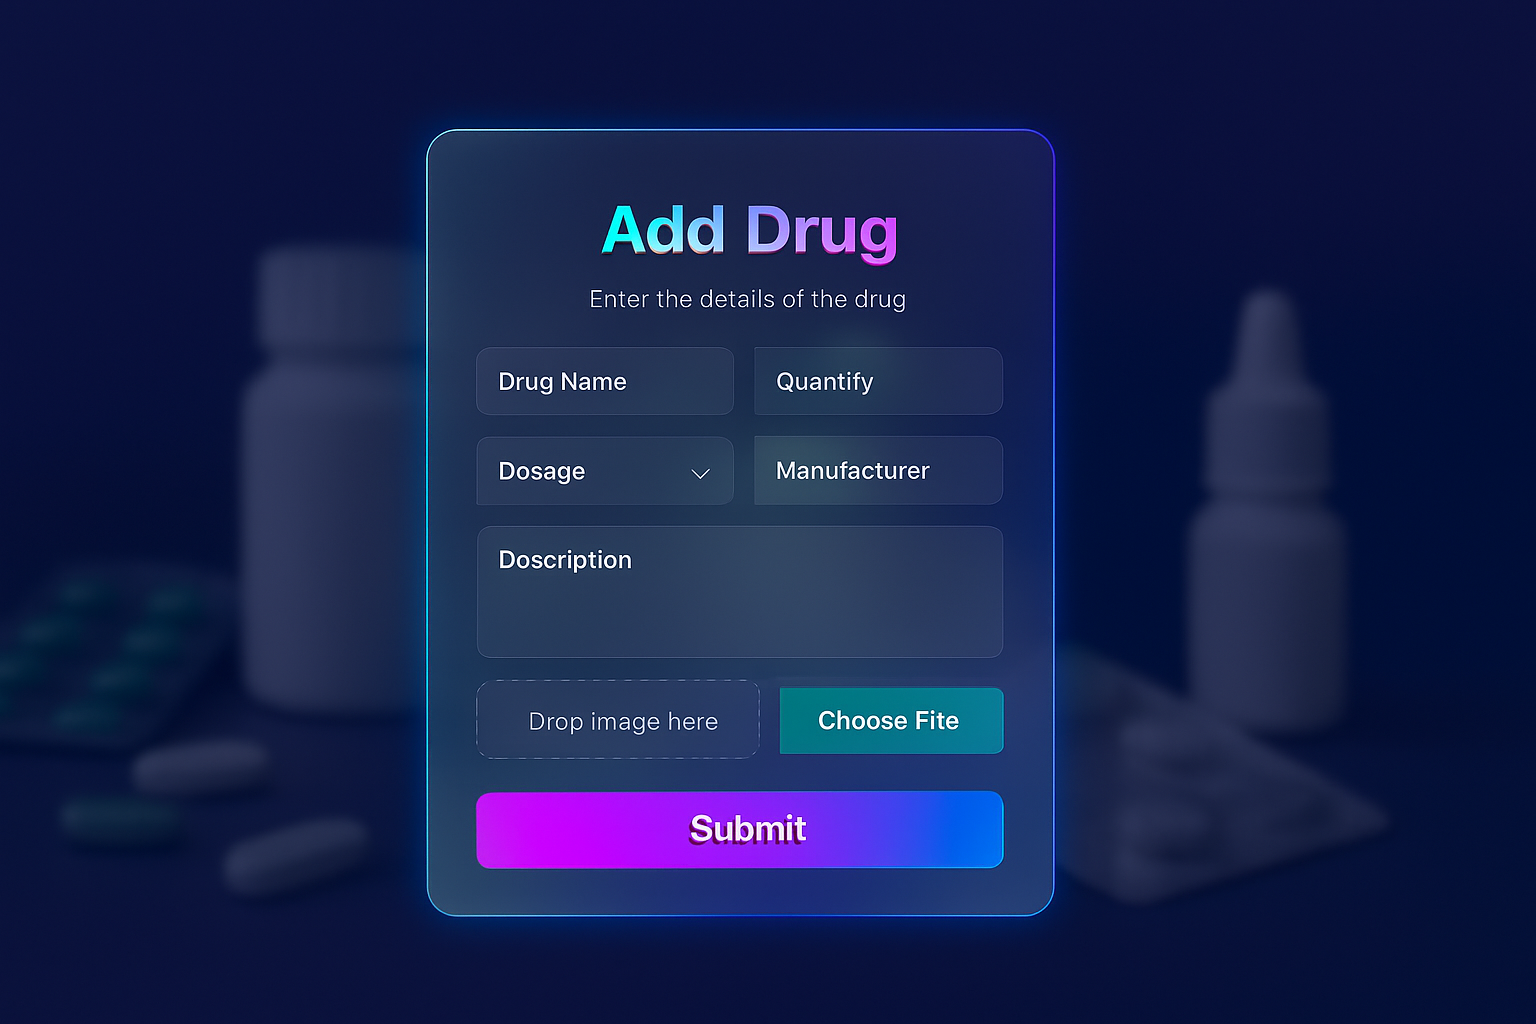 Add Drug
Enter the details of the drug
Drug Name
Quantify
Dosage
Manufacturer
Doscription
Drop image here
Choose Fite
Submit